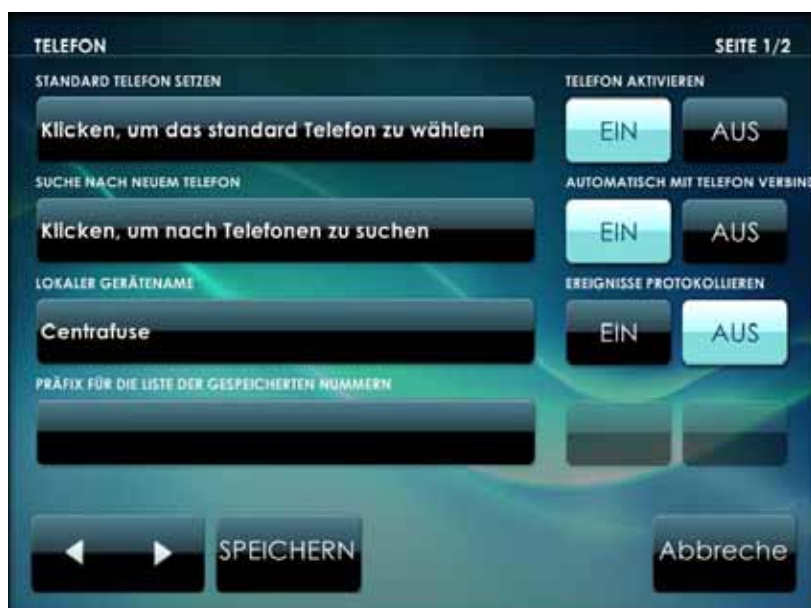 TELEFON SEITE 1/2
STANDARD TELEFON SETZEN TELEFON AKTIVIEREN
Klicken, um das standard Telefon zu wählen EIN AUS
SUCHE NACH NEUEM TELEFON AUTOMATISCH MIT TELEFON VERBIND
Klicken, um nach Telefonen zu suchen EIN AUS
LOKALER GERÄTENAME EREIGNISSE PROTOKOLLIEREN
Centrafuse EIN AUS
PRÄFIX FÜR DIE LISTE DER GESPEICHERTEN NUMMERN
SPEICHERN Abbreche